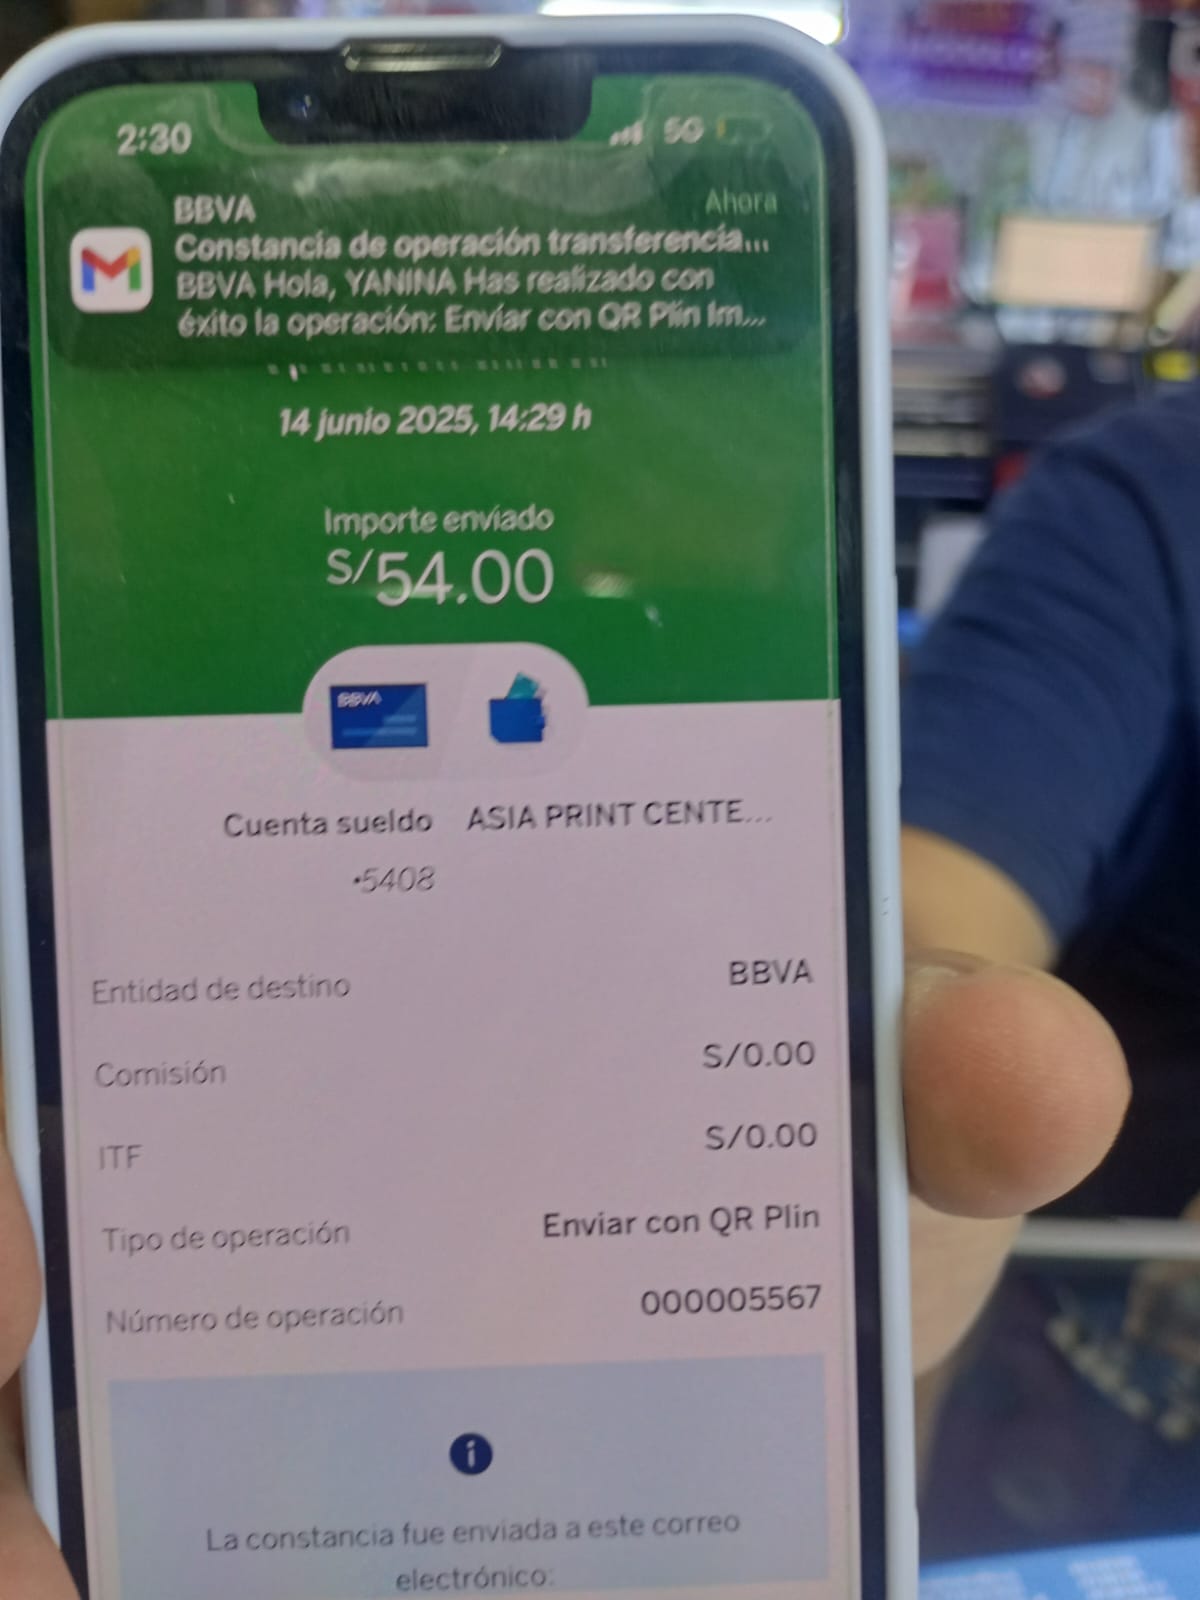 2:30
5G
BBVA
Ahora
Constancia de operación transferencia...
BBVA Hola, YANINA Has realizado con
éxito la operación: Enviar con QR Plin Im...
14 junio 2025, 14:29 h
Importe enviado
S/54.00
BBVA
Cuenta sueldo
ASIA PRINT CENTE...
•5408
Entidad de destino
BBVA
Comisión
S/0.00
ITF
S/0.00
Tipo de operación
Enviar con QR Plin
Número de operación
000005567
La constancia fue enviada a este correo
electrónico: